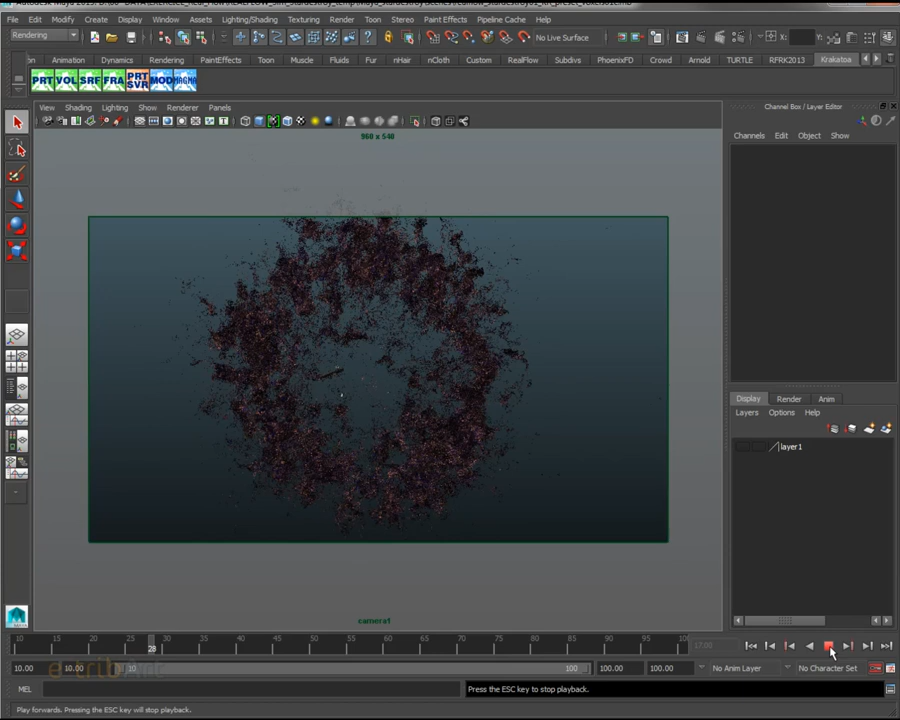 File Edit Modify Create Display Window Assets Lighting/Shading Texturing Render Toon Stereo Paint Effects Pipeline Cache Help
Rendering
No Live Surface
X:
Y:
Animation Dynamics Rendering PaintEffects Toon Muscle Fluids Fur nHair nCloth Custom RealFlow Subdivs PhoenixFD Crowd Arnold TURTLE RFRK2013 Krakatoa
PRT VOL SRF FRA PRT SVR MOD MAGMA
View Shading Lighting Show Renderer Panels
Channel Box / Layer Editor
960 x 540
Channels Edit Object Show
Display Render Anim
Layers Options Help
layer1
camera1
10 15 20 25 30 35 40 45 50 55 60 65 70 75 80 85 90 95 100
28
17.00
10.00 10.00 10 100 100.00 100.00 No Anim Layer No Character Set
MEL
Press the ESC key to stop playback.
Play forwards. Pressing the ESC key will stop playback.